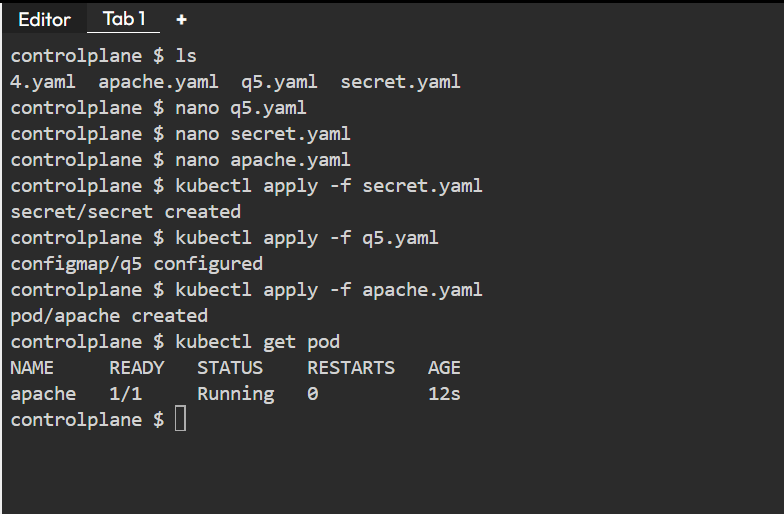 Editor Tab 1 +
controlplane $ ls
4.yaml  apache.yaml  q5.yaml  secret.yaml
controlplane $ nano q5.yaml
controlplane $ nano secret.yaml
controlplane $ nano apache.yaml
controlplane $ kubectl apply -f secret.yaml
secret/secret created
controlplane $ kubectl apply -f q5.yaml
configmap/q5 configured
controlplane $ kubectl apply -f apache.yaml
pod/apache created
controlplane $ kubectl get pod
NAME     READY   STATUS    RESTARTS   AGE
apache   1/1     Running   0          12s
controlplane $